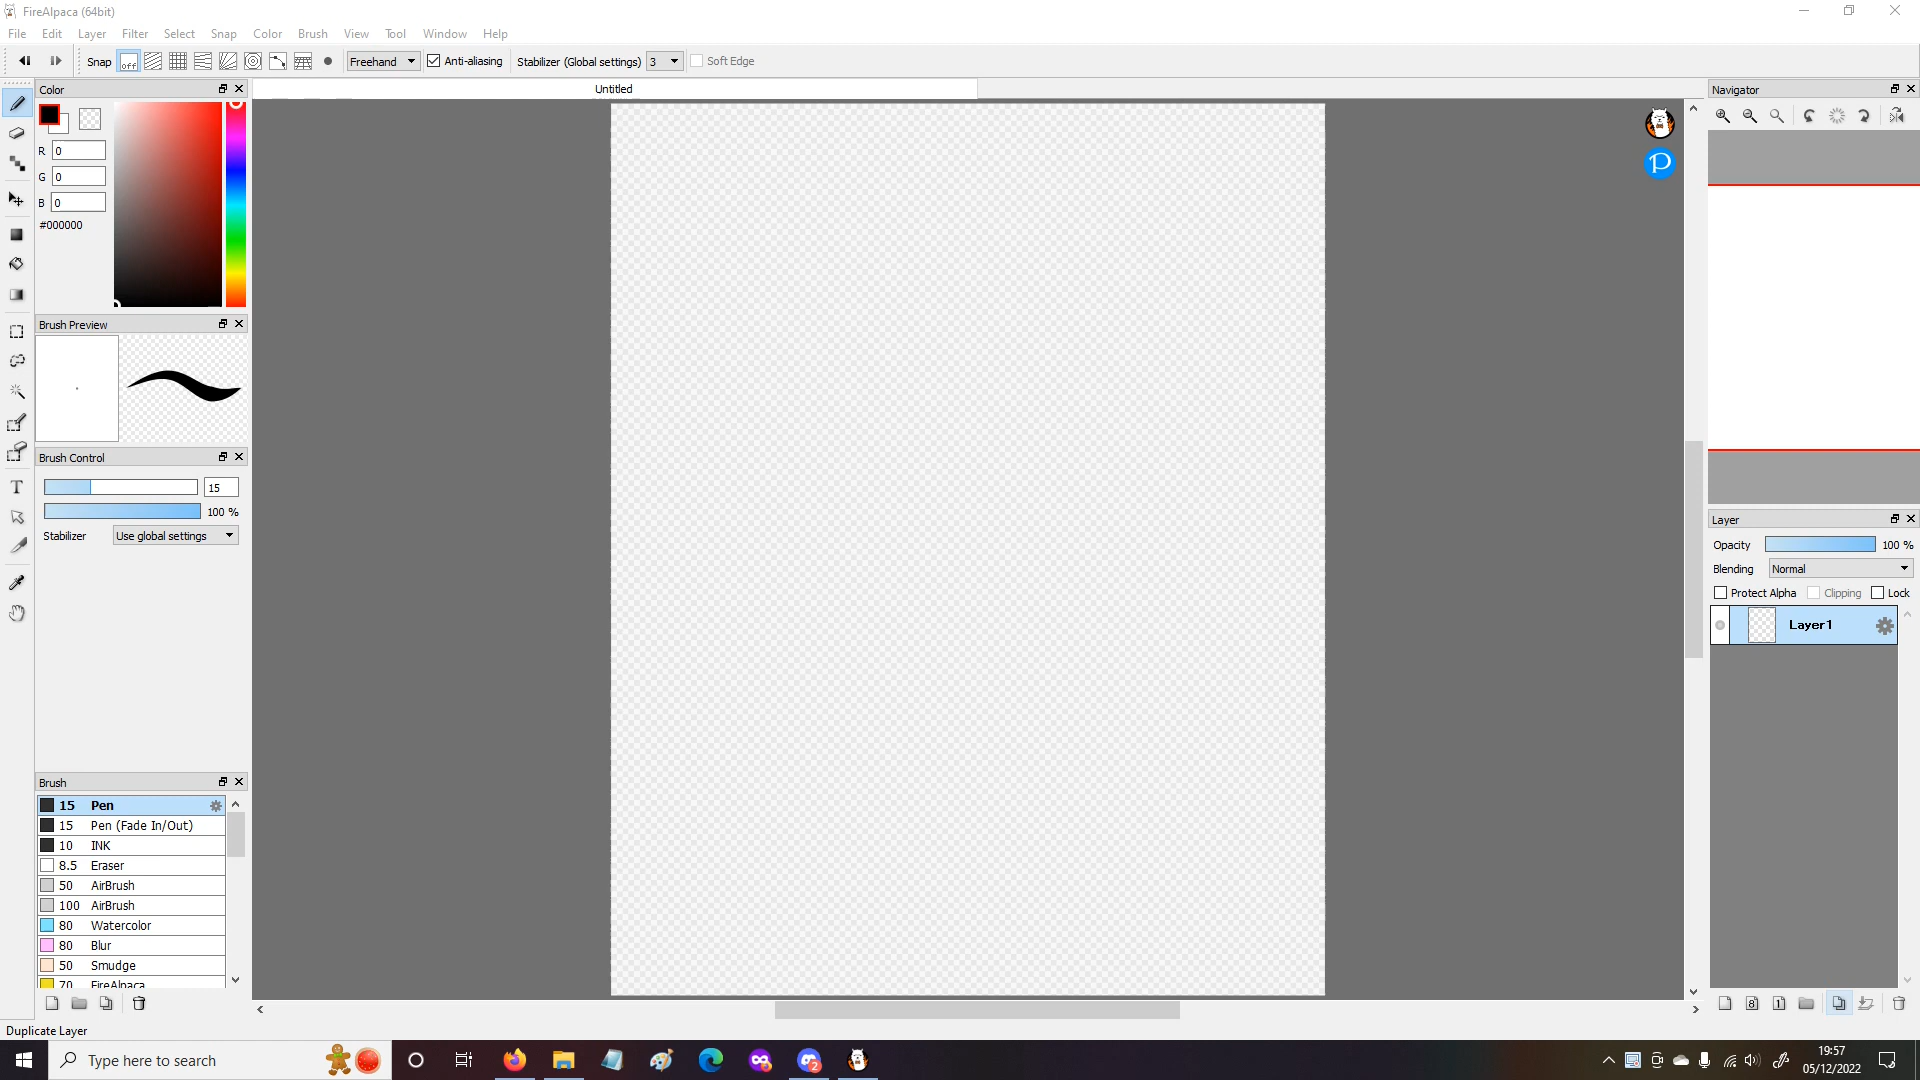 FireAlpaca (64bit)
File Edit Layer Filter Select Snap Color Brush View Tool Window Help
Snap off Freehand Anti-aliasing Stabilizer (Global settings) 3 Soft Edge
Color
Untitled
Navigator
R 0
G 0
B 0
#000000
P
Brush Preview
Brush Control
15
100 %
Stabilizer Use global settings
Layer
Opacity 100 %
Blending Normal
Protect Alpha Clipping Lock
Layer1
Brush
15 Pen
15 Pen (Fade In/Out)
10 INK
8.5 Eraser
50 AirBrush
100 AirBrush
80 Watercolor
80 Blur
50 Smudge
70 FireAlpaca
8 1
Duplicate Layer
Type here to search
2
19:57
05/12/2022